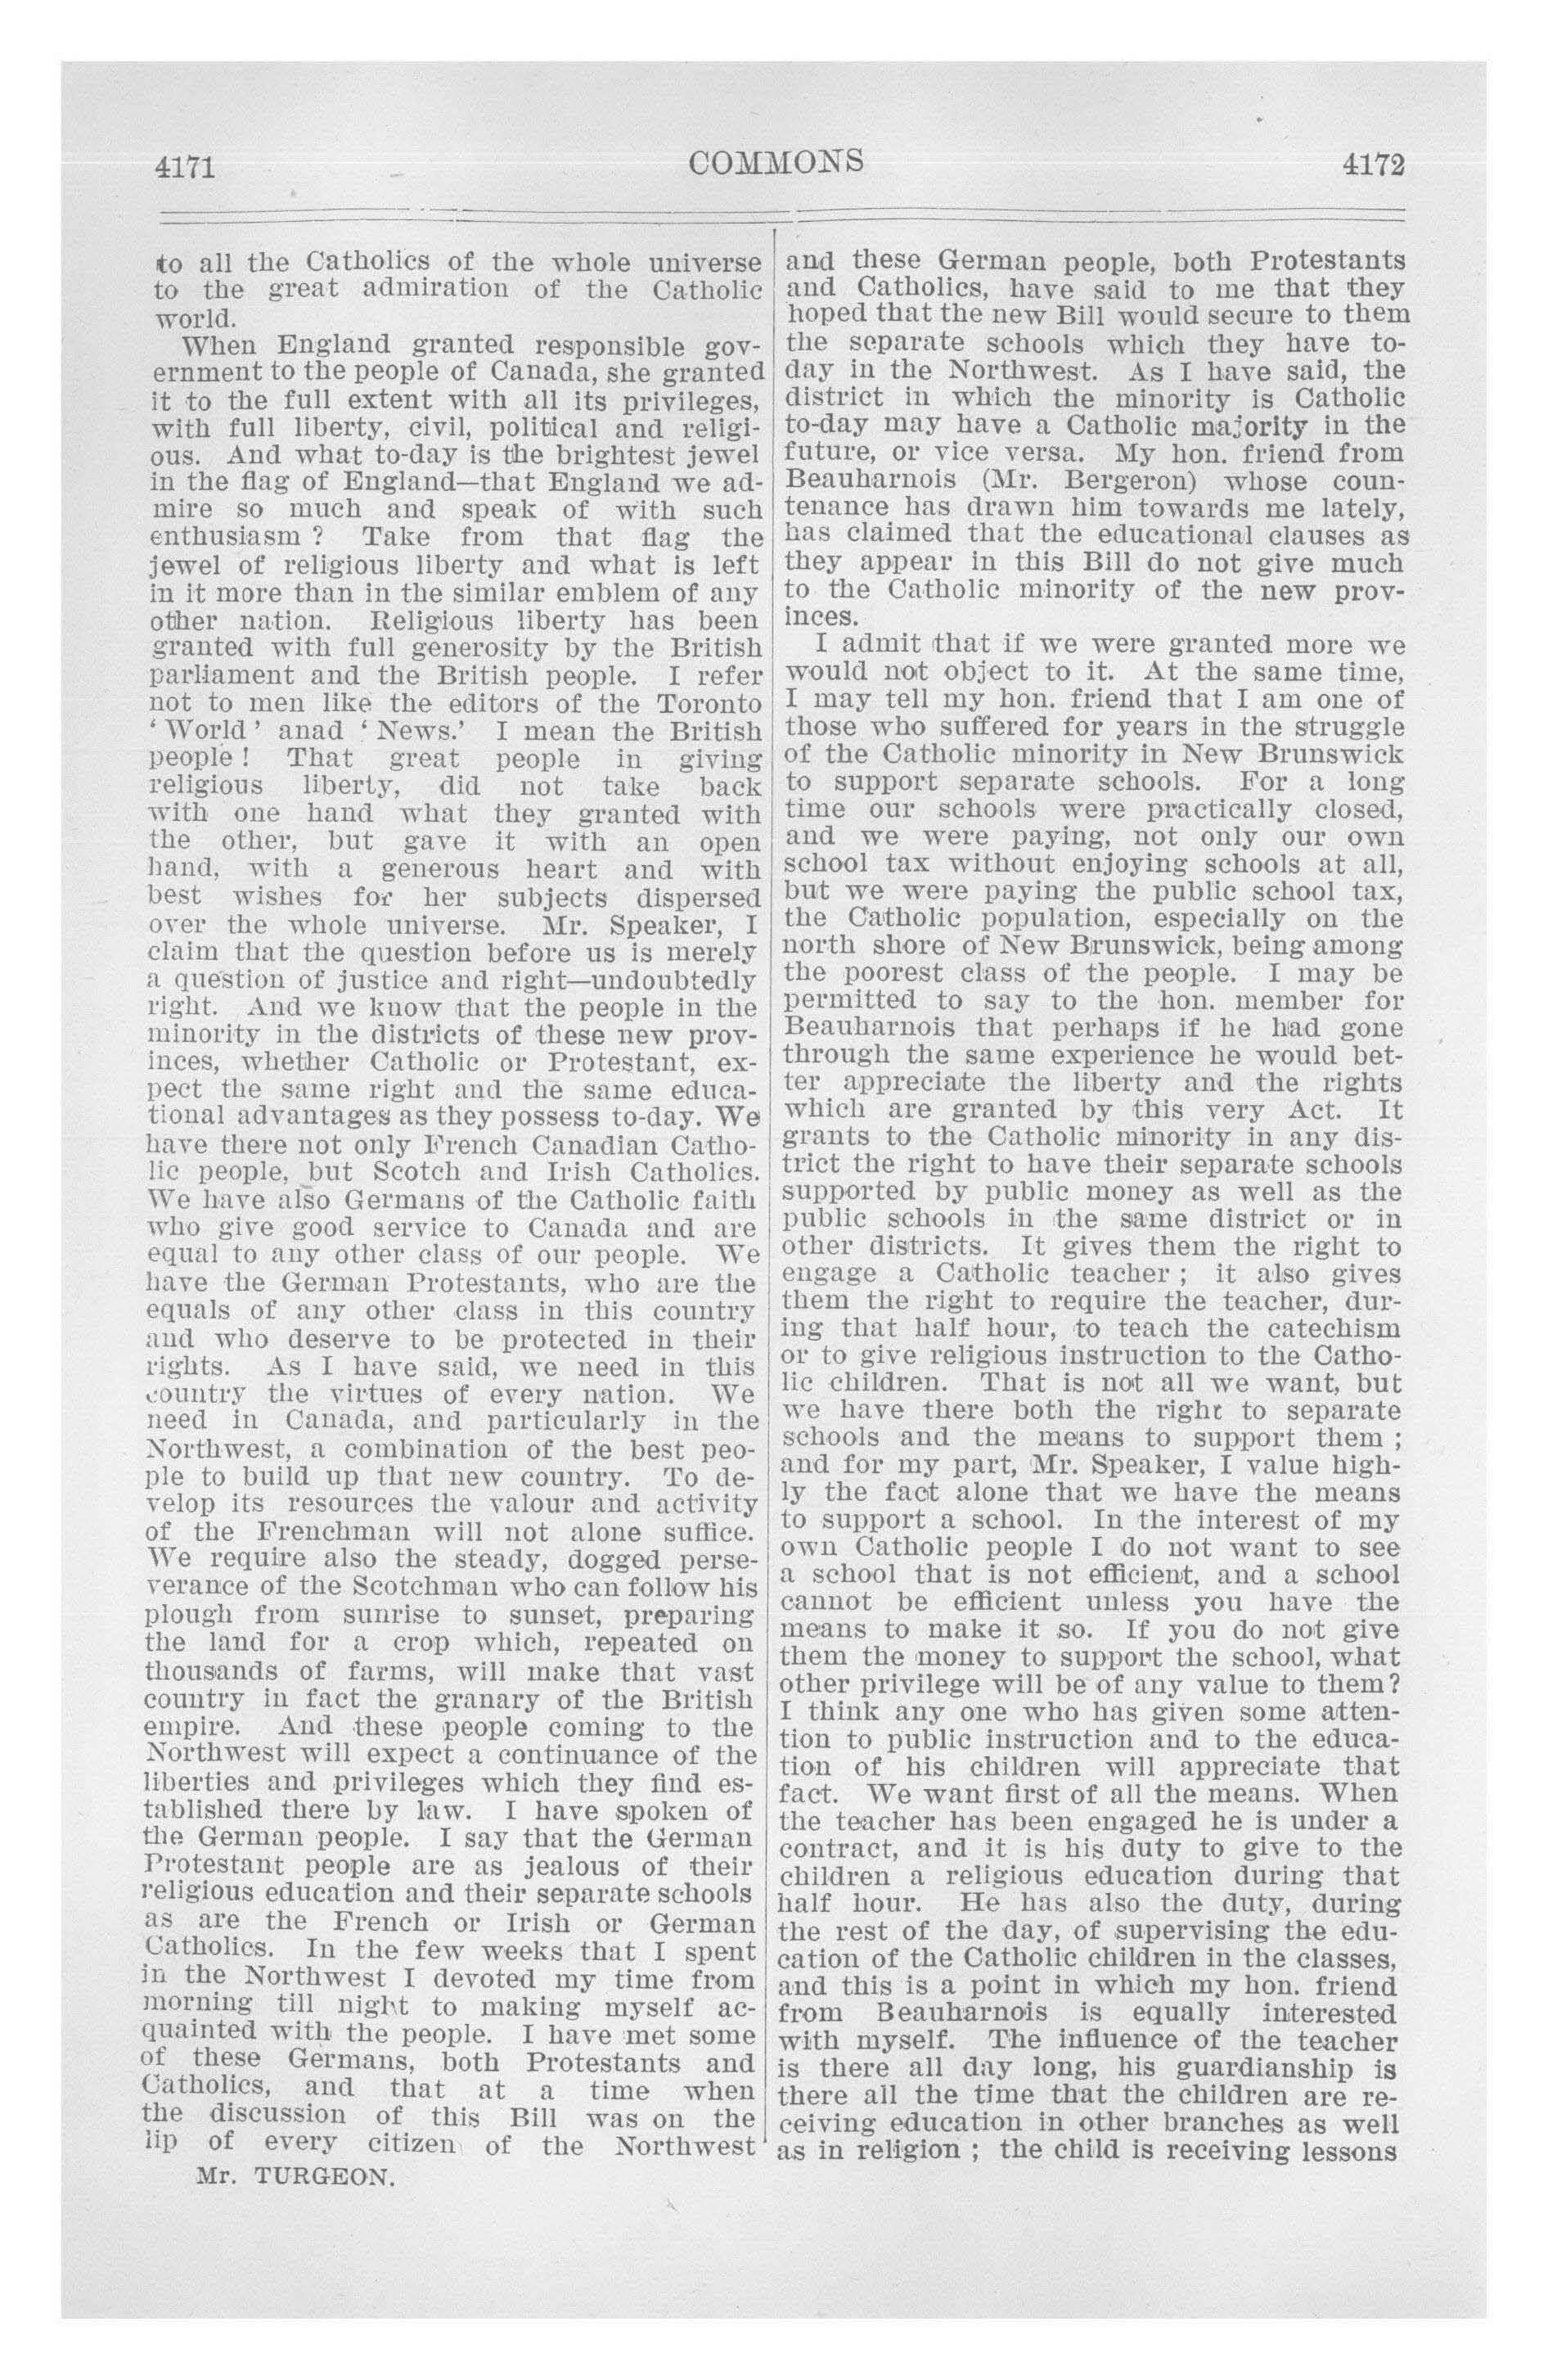 4171
COMMONS
4172
to all the Catholics of the whole universe
to the great admiration of the Catholic
world.
When England granted responsible gov-
ernment to the people of Canada, she granted
it to the full extent with all its privileges,
with full liberty, civil, political and religi-
ous. And what to-day is the brightest jewel
in the flag of England—that England we ad-
mire so much and speak of with such
enthusiasm ? Take from that flag the
jewel of religious liberty and what is left
in it more than in the similar emblem of any
other nation. Religious liberty has been
granted with full generosity by the British
parliament and the British people. I refer
not to men like the editors of the Toronto
‘ World ’ anad ‘ News.’ I mean the British
people ! That great people in giving
religious liberty, did not take back
with one hand what they granted with
the other, but gave it with an open
hand, with a generous heart and with
best wishes for her subjects dispersed
over the whole universe. Mr. Speaker, I
claim that the question before us is merely
a question of justice and right—undoubtedly
right. And we know that the people in the
minority in the districts of these new prov-
inces, whether Catholic or Protestant, ex-
pect the same right and the same educa-
tional advantages as they possess to-day. We
have there not only French Canadian Catho-
lic people, but Scotch and Irish Catholics.
We have also Germans of the Catholic faith
who give good service to Canada and are
equal to any other class of our people. We
have the German Protestants, who are the
equals of any other class in this country
and who deserve to be protected in their
rights. As I have said, we need in this
country the virtues of every nation. We
need in Canada, and particularly in the
Northwest, a combination of the best peo-
ple to build up that new country. To de-
velop its resources the valour and activity
of the Frenchman will not alone suffice.
We require also the steady, dogged perse-
verance of the Scotchman who can follow his
plough from sunrise to sunset, preparing
the land for a crop which, repeated on
thousands of farms, will make that vast
country in fact the granary of the British
empire. And these people coming to the
Northwest will expect a continuance of the
liberties and privileges which they find es-
tablished there by law. I have spoken of
the German people. I say that the German
Protestant people are as jealous of their
religious education and their separate schools
as are the French or Irish or German
Catholics. In the few weeks that I spent
in the Northwest I devoted my time from
morning till night to making myself ac-
quainted with the people. I have met some
of these Germans, both Protestants and
Catholics, and that at a time when
the discussion of this Bill was on the
lip of every citizen of the Northwest
Mr. TURGEON.
and these German people, both Protestants
and Catholics, have said to me that they
hoped that the new Bill would secure to them
the separate schools which they have to-
day in the Northwest. As I have said, the
district in which the minority is Catholic
to-day may have a Catholic majority in the
future, or vice versa. My hon. friend from
Beauharnois (Mr. Bergeron) whose coun-
tenance has drawn him towards me lately,
has claimed that the educational clauses as
they appear in this Bill do not give much
to the Catholic minority of the new prov-
inces.
I admit that if we were granted more we
would not object to it. At the same time,
I may tell my hon. friend that I am one of
those who suffered for years in the struggle
of the Catholic minority in New Brunswick
to support separate schools. For a long
time our schools were practically closed,
and we were paying, not only our own
school tax without enjoying schools at all,
but we were paying the public school tax,
the Catholic population, especially on the
north shore of New Brunswick, being among
the poorest class of the people. I may be
permitted to say to the hon. member for
Beauharnois that perhaps if he had gone
through the same experience he would bet-
ter appreciate the liberty and the rights
which are granted by this very Act. It
grants to the Catholic minority in any dis-
trict the right to have their separate schools
supported by public money as well as the
public schools in the same district or in
other districts. It gives them the right to
engage a Catholic teacher ; it also gives
them the right to require the teacher, dur-
ing that half hour, to teach the catechism
or to give religious instruction to the Catho-
lic children. That is not all we want, but
we have there both the right to separate
schools and the means to support them ;
and for my part, Mr. Speaker, I value high-
ly the fact alone that we have the means
to support a school. In the interest of my
own Catholic people I do not want to see
a school that is not efficient, and a school
cannot be efficient unless you have the
means to make it so. If you do not give
them the money to support the school, what
other privilege will be of any value to them?
I think any one who has given some atten-
tion to public instruction and to the educa-
tion of his children will appreciate that
fact. We want first of all the means. When
the teacher has been engaged he is under a
contract, and it is his duty to give to the
children a religious education during that
half hour. He has also the duty, during
the rest of the day, of supervising the edu-
cation of the Catholic children in the classes,
and this is a point in which my hon. friend
from Beauharnois is equally interested
with myself. The influence of the teacher
is there all day long, his guardianship is
there all the time that the children are re-
ceiving education in other branches as well
as in religion ; the child is receiving lessons